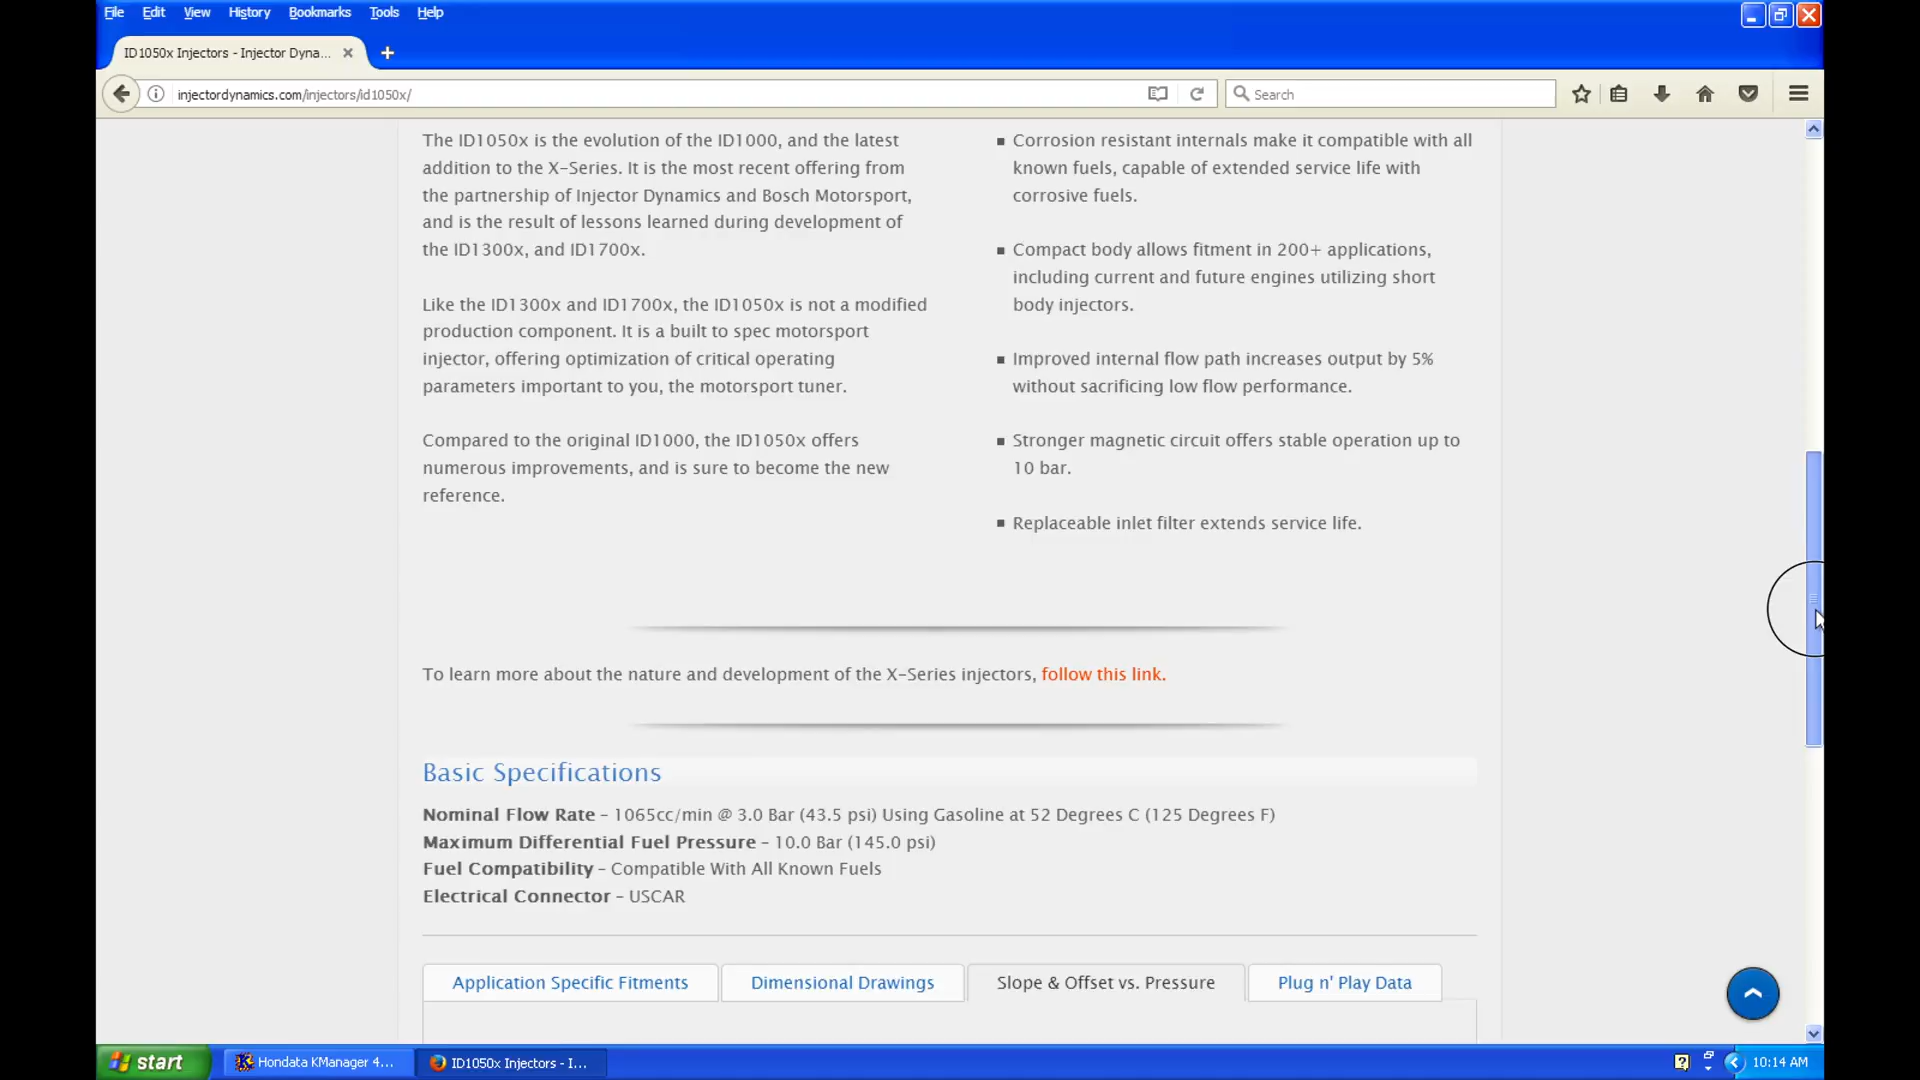 File Edit View History Bookmarks Tools Help
ID1050x Injectors - Injector Dyna...
injectordynamics.com/injectors/id1050x/
Search
The ID1050x is the evolution of the ID1000, and the latest
addition to the X-Series. It is the most recent offering from
the partnership of Injector Dynamics and Bosch Motorsport,
and is the result of lessons learned during development of
the ID1300x, and ID1700x.
Like the ID1300x and ID1700x, the ID1050x is not a modified
production component. It is a built to spec motorsport
injector, offering optimization of critical operating
parameters important to you, the motorsport tuner.
Compared to the original ID1000, the ID1050x offers
numerous improvements, and is sure to become the new
reference.
Corrosion resistant internals make it compatible with all
known fuels, capable of extended service life with
corrosive fuels.
Compact body allows fitment in 200+ applications,
including current and future engines utilizing short
body injectors.
Improved internal flow path increases output by 5%
without sacrificing low flow performance.
Stronger magnetic circuit offers stable operation up to
10 bar.
Replaceable inlet filter extends service life.
To learn more about the nature and development of the X-Series injectors, follow this link.
Basic Specifications
Nominal Flow Rate – 1065cc/min @ 3.0 Bar (43.5 psi) Using Gasoline at 52 Degrees C (125 Degrees F)
Maximum Differential Fuel Pressure – 10.0 Bar (145.0 psi)
Fuel Compatibility – Compatible With All Known Fuels
Electrical Connector – USCAR
Application Specific Fitments
Dimensional Drawings
Slope & Offset vs. Pressure
Plug n' Play Data
start
Hondata KManager 4...
ID1050x Injectors - I...
10:14 AM